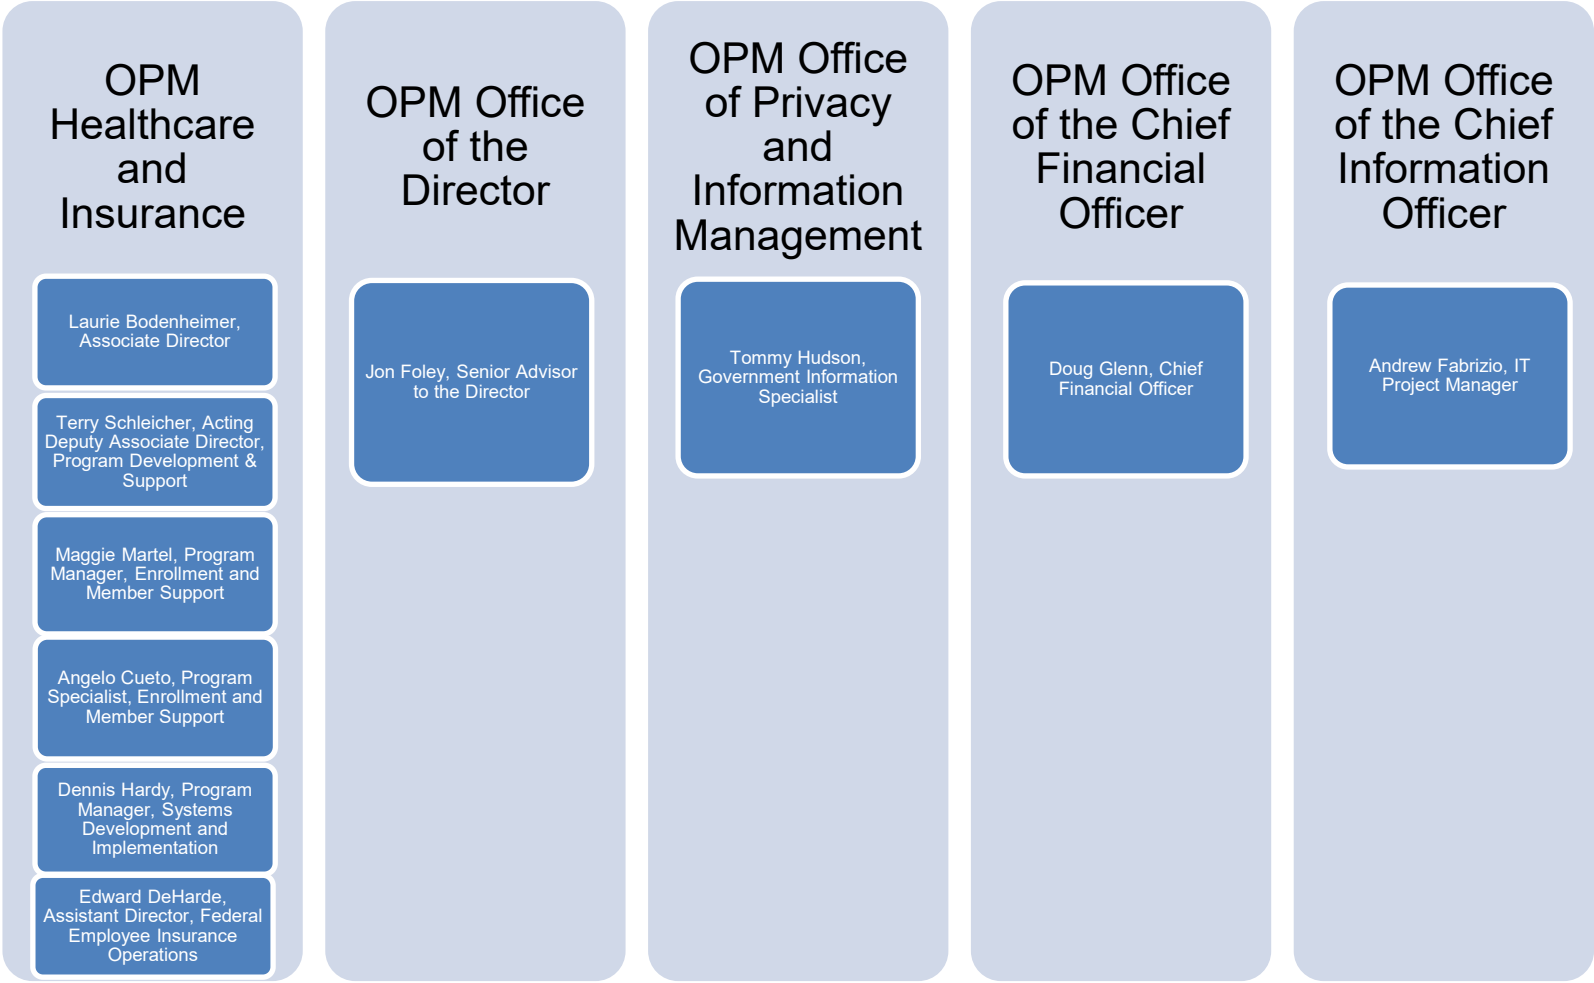 OPM
Healthcare
and
Insurance
Laurie Bodenheimer,
Associate Director
Terry Schleicher, Acting
Deputy Associate Director,
Program Development &
Support
Maggie Martel, Program
Manager, Enrollment and
Member Support
Angelo Cueto, Program
Specialist, Enrollment and
Member Support
Dennis Hardy, Program
Manager, Systems
Development and
Implementation
Edward DeHarde,
Assistant Director, Federal
Employee Insurance
Operations
OPM Office
of the
Director
Jon Foley, Senior Advisor
to the Director
OPM Office
of Privacy
and
Information
Management
Tommy Hudson,
Government Information
Specialist
OPM Office
of the Chief
Financial
Officer
Doug Glenn, Chief
Financial Officer
OPM Office
of the Chief
Information
Officer
Andrew Fabrizio, IT
Project Manager